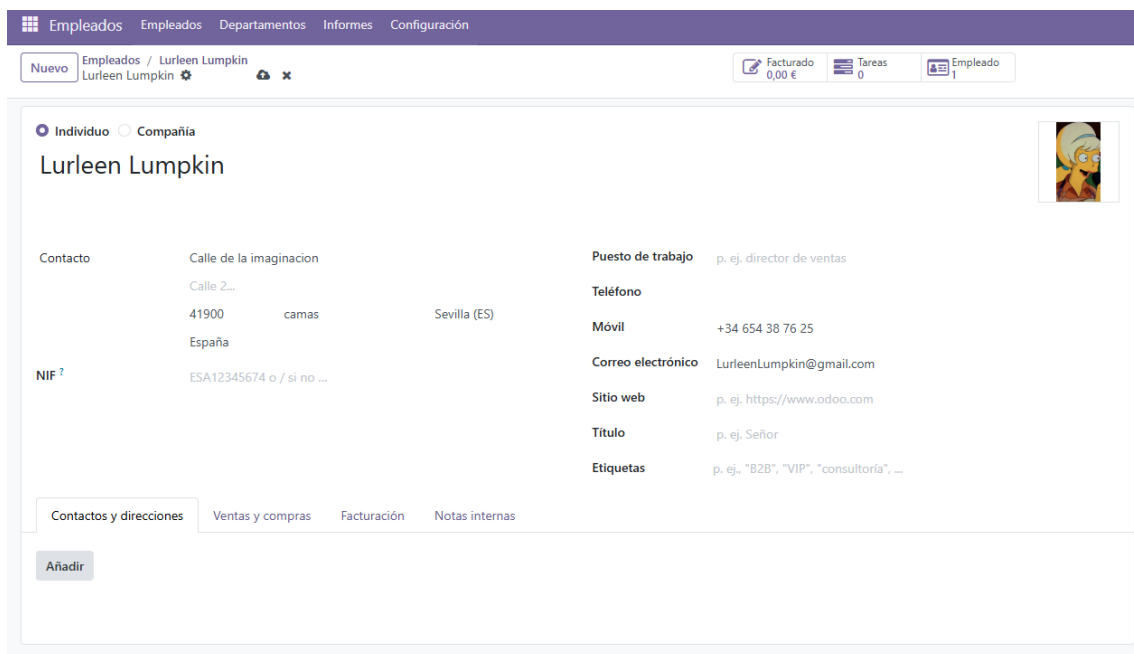 Empleados Empleados Departamentos Informes Configuración
Nuevo
Empleados / Lurleen Lumpkin
Lurleen Lumpkin
Facturado
0,00 €
Tareas
0
Empleado
1
Individuo Compañía
Lurleen Lumpkin
Contacto
Calle de la imaginacion
Calle 2...
41900 camas Sevilla (ES)
España
NIF ?
ESA12345674 o / si no ...
Puesto de trabajo p. ej. director de ventas
Teléfono
Móvil +34 654 38 76 25
Correo electrónico LurleenLumpkin@gmail.com
Sitio web p. ej. https://www.odoo.com
Título p. ej. Señor
Etiquetas p. ej., "B2B", "VIP", "consultoría", ...
Contactos y direcciones Ventas y compras Facturación Notas internas
Añadir